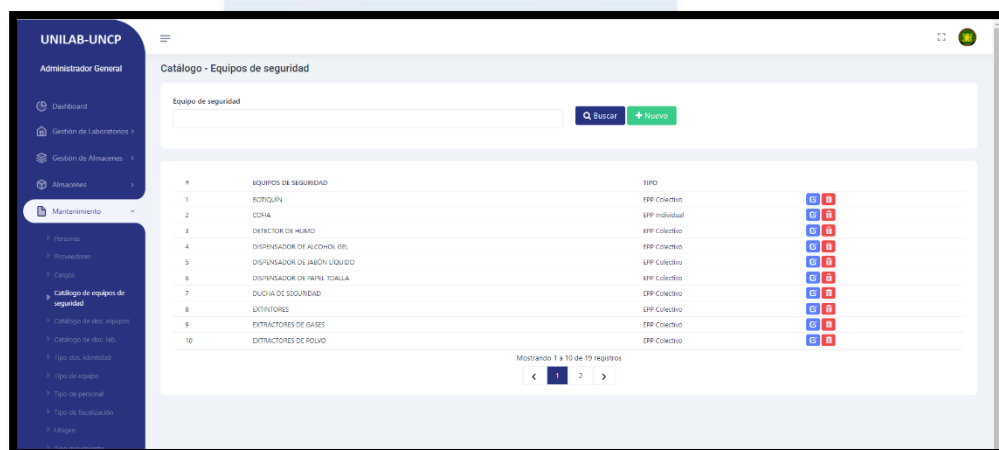 UNILAB-UNCP
Administrador General
Dashboard
Gestión de Laboratorios
Gestión de Almacenes
Almacenes
Mantenimiento
Personas
Proveedores
Cargos
Catálogo de equipos de
seguridad
Catálogo de doc. equipos
Catálogo de doc. lab.
Tipo doc. identidad
Tipo de equipo
Tipo de personal
Tipo de fiscalización
Ubigeo
Tipo movimiento
Catálogo - Equipos de seguridad
Equipo de seguridad
Buscar + Nuevo
# EQUIPOS DE SEGURIDAD TIPO
1 BOTIQUÍN EPP Colectivo
2 COFIA EPP Individual
3 DETECTOR DE HUMO EPP Colectivo
4 DISPENSADOR DE ALCOHOL GEL EPP Colectivo
5 DISPENSADOR DE JABÓN LÍQUIDO EPP Colectivo
6 DISPENSADOR DE PAPEL TOALLA EPP Colectivo
7 DUCHA DE SEGURIDAD EPP Colectivo
8 EXTINTORES EPP Colectivo
9 EXTRACTORES DE GASES EPP Colectivo
10 EXTRACTORES DE POLVO EPP Colectivo
Mostrando 1 a 10 de 19 registros
1 2